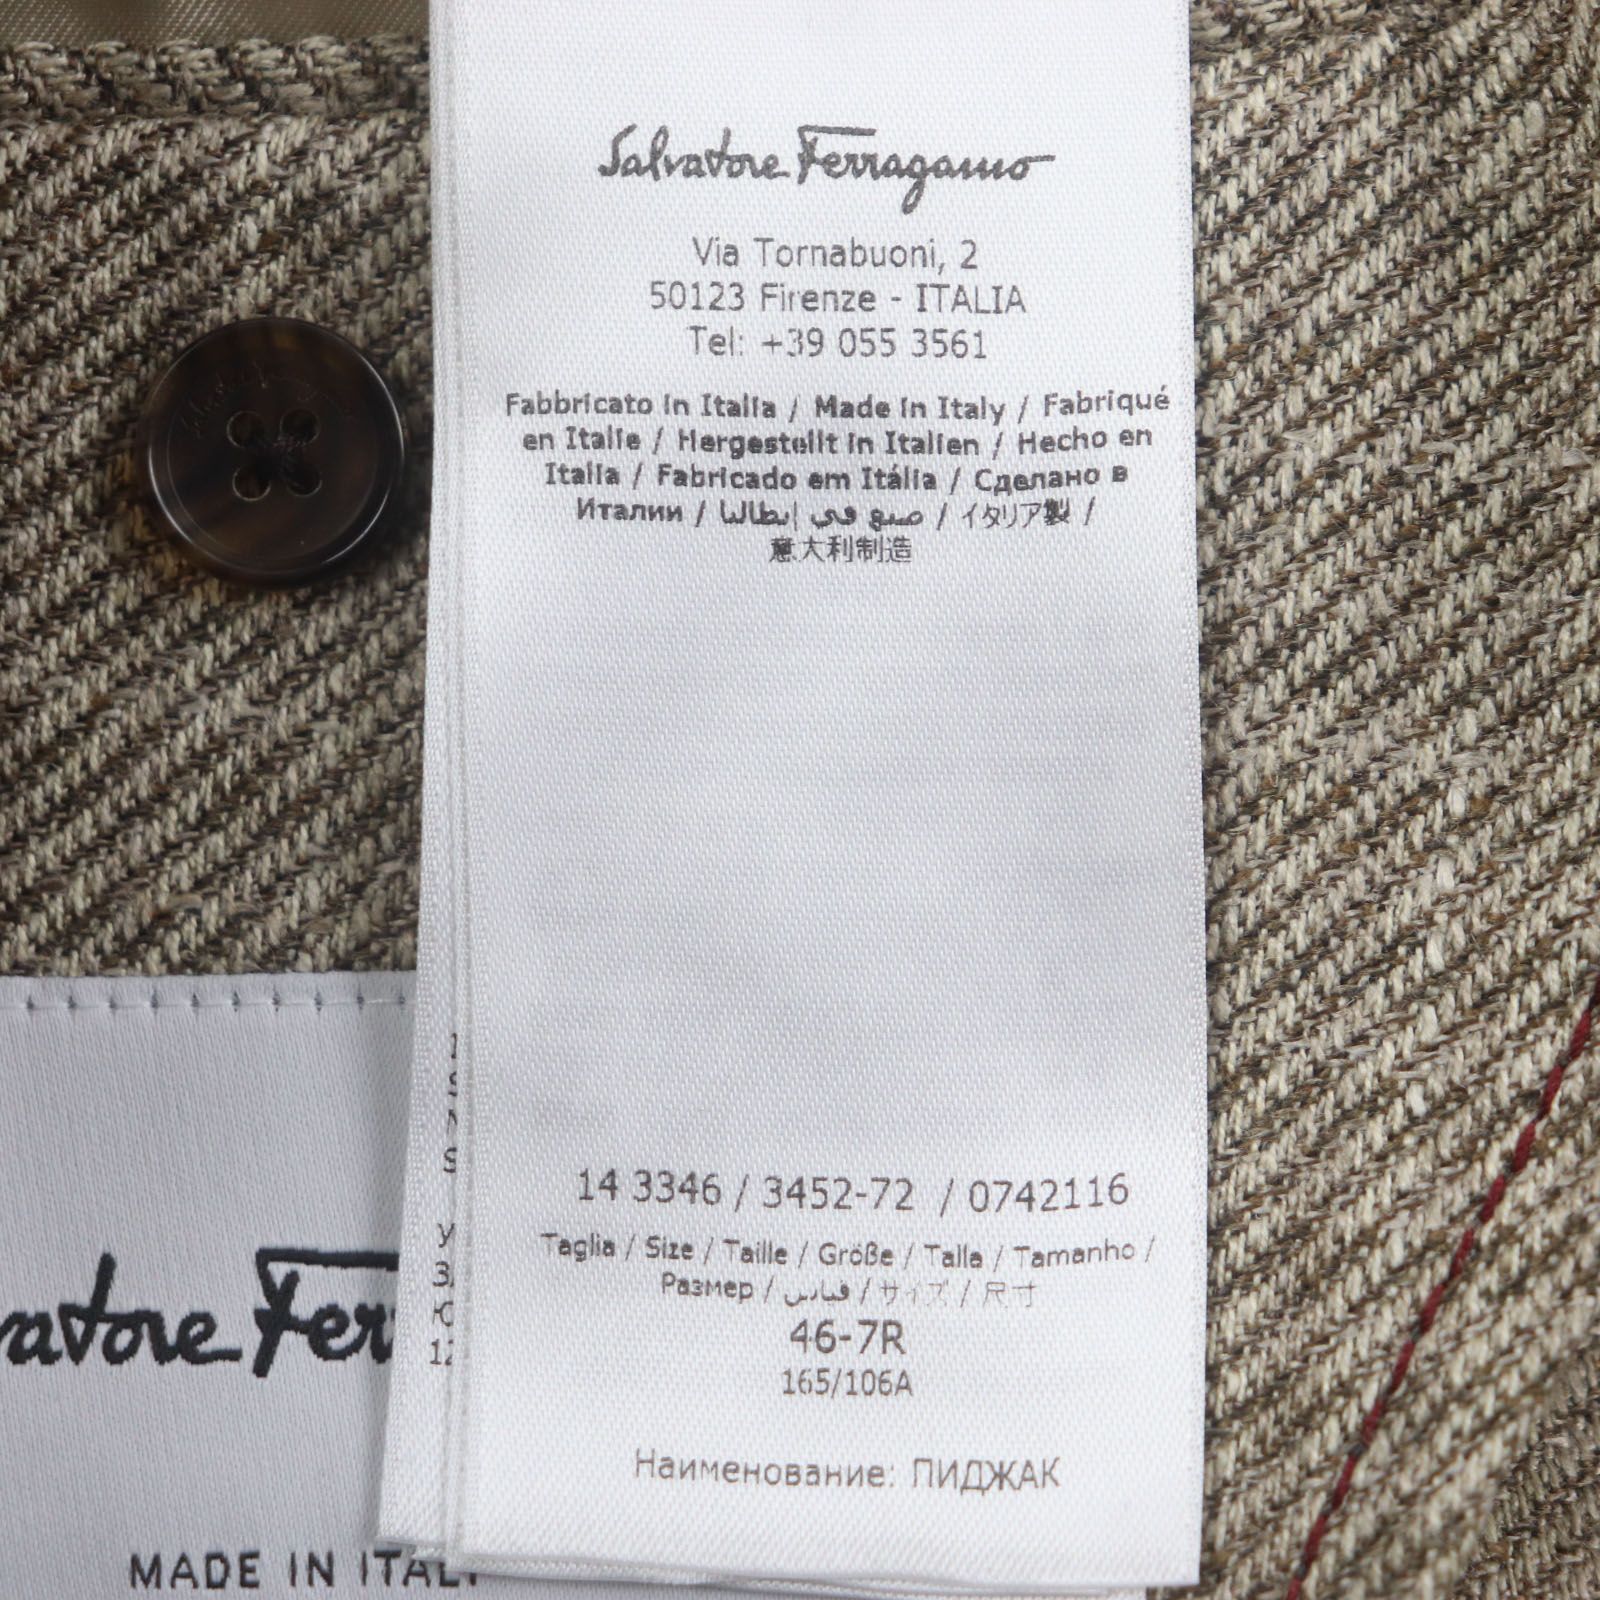 Salvatore Ferragamo
Via Tornabuoni, 2
50123 Firenze - ITALIA
Tel: +39 055 3561
Fabbricato in Italia / Made in Italy / Fabriqué
en Italie / Hergestellt in Italien / Hecho en
Italia / Fabricado em Itália / Сделано в
Италии / صنع في إيطاليا / イタリア製 /
意大利制造
14 3346 / 3452-72 / 0742116
Taglia / Size / Taille / Größe / Talla / Tamanho /
Размер / قياس / サイズ / 尺寸
46-7R
165/106A
Наименование: ПИДЖАК
vatore Fer
MADE IN ITALY